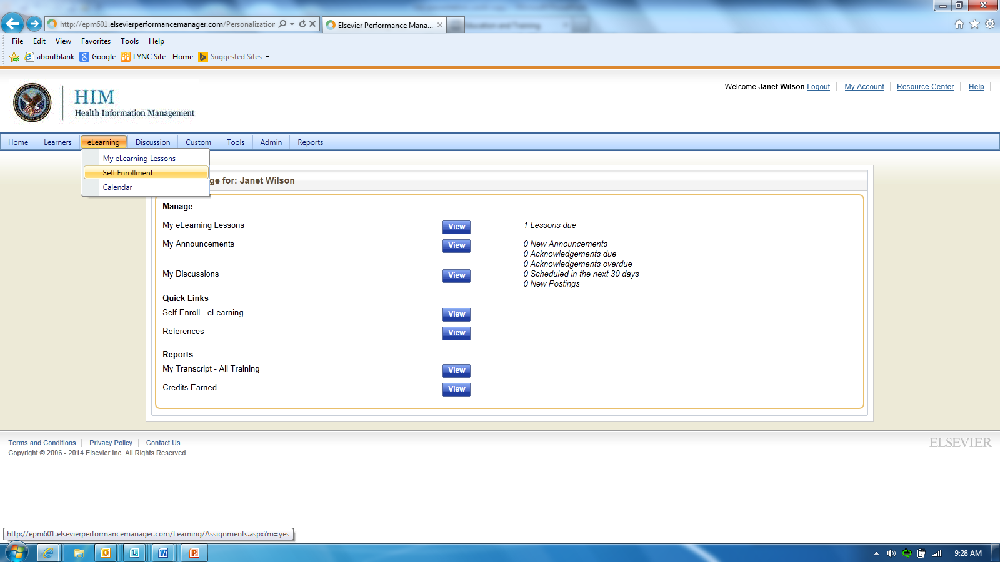 http://epm601.elsevierperformancemanager.com/Personalization
Elsevier Performance Mana...
File Edit View Favorites Tools Help
aboutblank Google LYNC Site - Home Suggested Sites
Welcome Janet Wilson Logout My Account Resource Center Help
HIM
Health Information Management
Home Learners eLearning Discussion Custom Tools Admin Reports
My eLearning Lessons
Self Enrollment
Calendar
ge for: Janet Wilson
Manage
My eLearning Lessons View 1 Lessons due
My Announcements View 0 New Announcements
0 Acknowledgements due
0 Acknowledgements overdue
My Discussions View 0 Scheduled in the next 30 days
0 New Postings
Quick Links
Self-Enroll - eLearning View
References View
Reports
My Transcript - All Training View
Credits Earned View
Terms and Conditions Privacy Policy Contact Us
Copyright © 2006 - 2014 Elsevier Inc. All Rights Reserved.
ELSEVIER
http://epm601.elsevierperformancemanager.com/Learning/Assignments.aspx?m=yes
9:28 AM